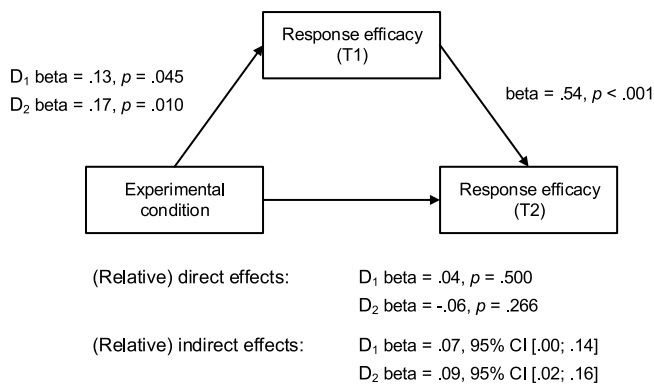 Response efficacy
(T1)
D₁ beta = .13, p = .045
D₂ beta = .17, p = .010
beta = .54, p < .001
Experimental
condition
Response efficacy
(T2)
(Relative) direct effects: D₁ beta = .04, p = .500
D₂ beta = -.06, p = .266
(Relative) indirect effects: D₁ beta = .07, 95% CI [.00; .14]
D₂ beta = .09, 95% CI [.02; .16]